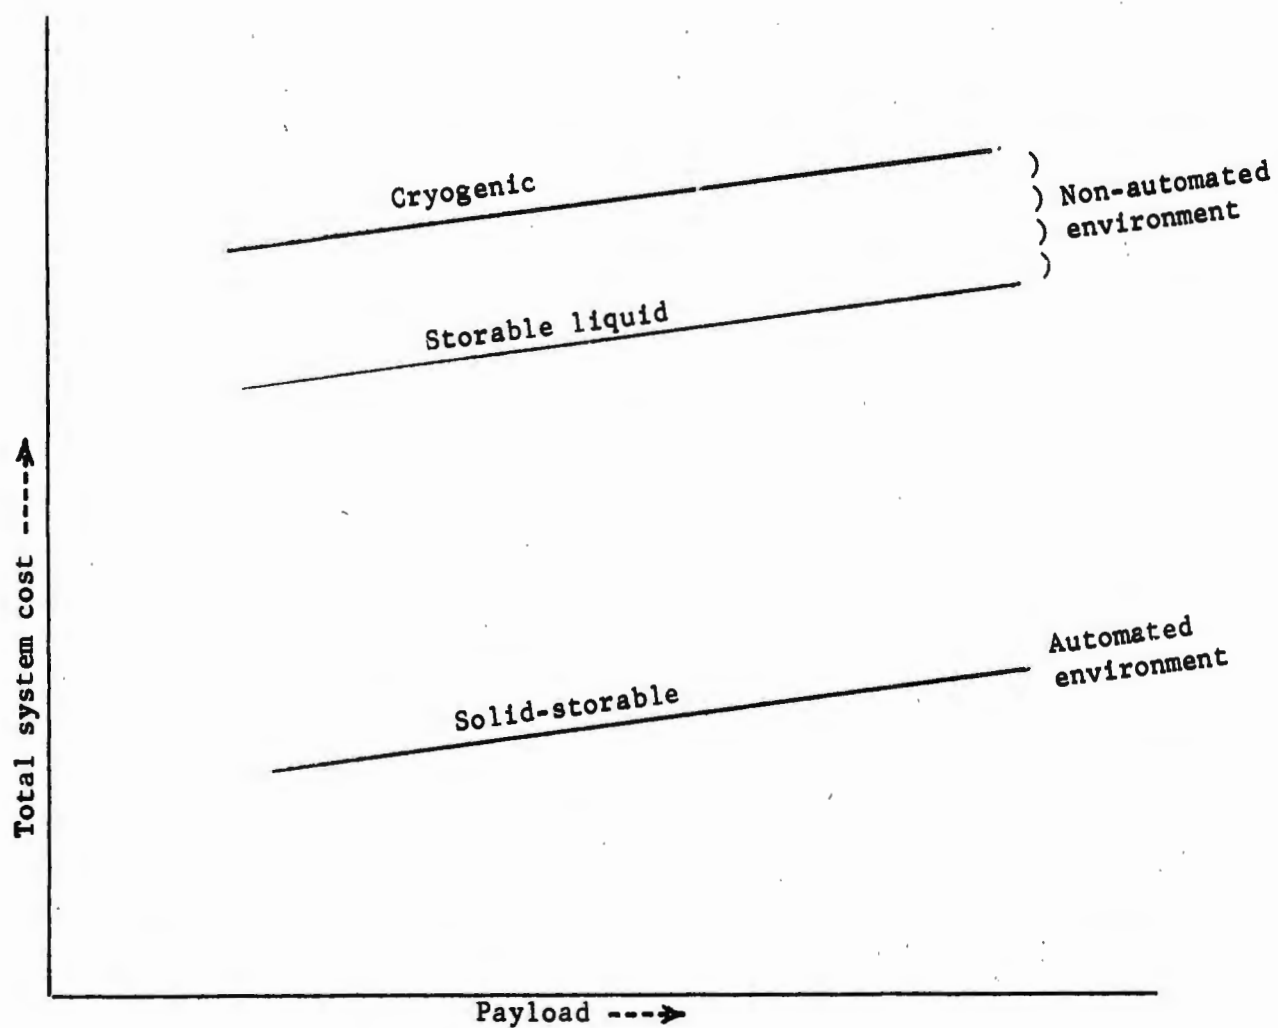 Cryogenic
) Non-automated
) environment
)
)
Storable liquid
Total system cost ---->
Automated
environment
Solid-storable
Payload ---->